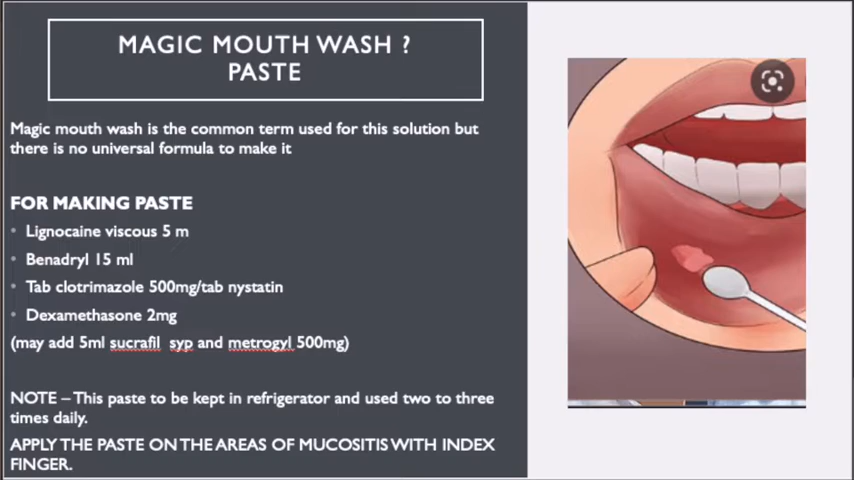 MAGIC MOUTH WASH ?
PASTE
Magic mouth wash is the common term used for this solution but
there is no universal formula to make it
FOR MAKING PASTE
• Lignocaine viscous 5 m
• Benadryl 15 ml
• Tab clotrimazole 500mg/tab nystatin
• Dexamethasone 2mg
(may add 5ml sucrafil syp and metrogyl 500mg)
NOTE – This paste to be kept in refrigerator and used two to three
times daily.
APPLY THE PASTE ON THE AREAS OF MUCOSITIS WITH INDEX
FINGER.